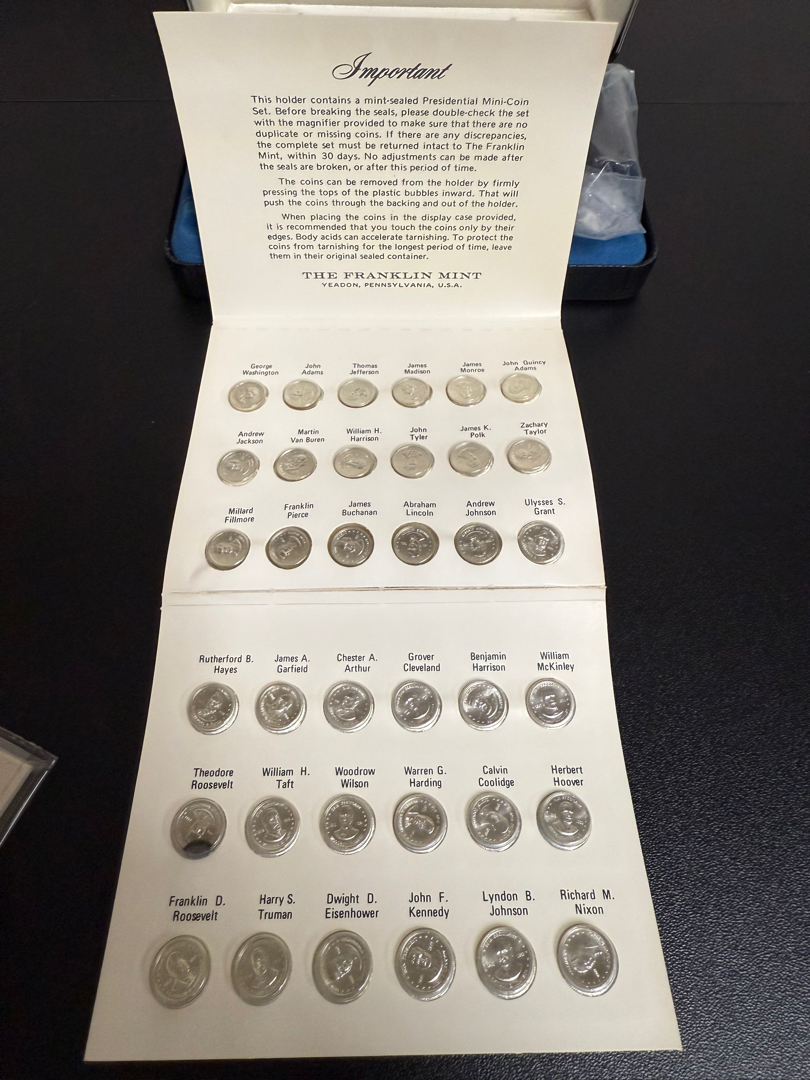 Important
This holder contains a mint-sealed Presidential Mini-Coin
Set. Before breaking the seals, please double-check the set
with the magnifier provided to make sure that there are no
duplicate or missing coins. If there are any discrepancies,
the complete set must be returned intact to The Franklin
Mint, within 30 days. No adjustments can be made after
the seals are broken, or after this period of time.
The coins can be removed from the holder by firmly
pressing the tops of the plastic bubbles inward. That will
push the coins through the backing and out of the holder.
When placing the coins in the display case provided,
it is recommended that you touch the coins only by their
edges. Body acids can accelerate tarnishing. To protect the
coins from tarnishing for the longest period of time, leave
them in their original sealed container.
THE FRANKLIN MINT
YEADON, PENNSYLVANIA, U.S.A.
George Washington
John Adams
Thomas Jefferson
James Madison
James Monroe
John Quincy Adams
Andrew Jackson
Martin Van Buren
William H. Harrison
John Tyler
James K. Polk
Zachary Taylor
Millard Fillmore
Franklin Pierce
James Buchanan
Abraham Lincoln
Andrew Johnson
Ulysses S. Grant
Rutherford B. Hayes
James A. Garfield
Chester A. Arthur
Grover Cleveland
Benjamin Harrison
William McKinley
Theodore Roosevelt
William H. Taft
Woodrow Wilson
Warren G. Harding
Calvin Coolidge
Herbert Hoover
Franklin D. Roosevelt
Harry S. Truman
Dwight D. Eisenhower
John F. Kennedy
Lyndon B. Johnson
Richard M. Nixon